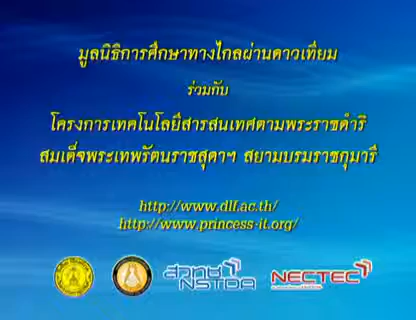 มูลนิธิการศึกษาทางไกลผ่านดาวเทียม
ร่วมกับ
โครงการเทคโนโลยีสารสนเทศตามพระราชดำริ
สมเด็จพระเทพรัตนราชสุดาฯ สยามบรมราชกุมารี
http://www.dlf.ac.th/
http://www.princess-it.org/
สวทช
NSTDA
NECTEC